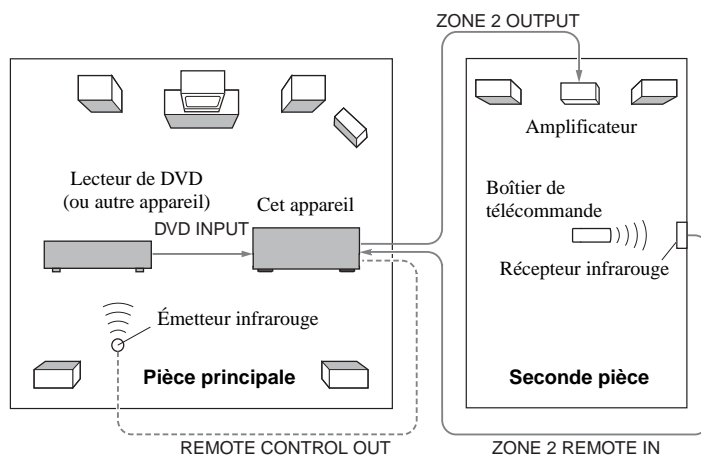 ZONE 2 OUTPUT
Amplificateur
Lecteur de DVD
(ou autre appareil)
Cet appareil
DVD INPUT
Boîtier de
télécommande
Récepteur infrarouge
Émetteur infrarouge
Pièce principale
Seconde pièce
REMOTE CONTROL OUT
ZONE 2 REMOTE IN